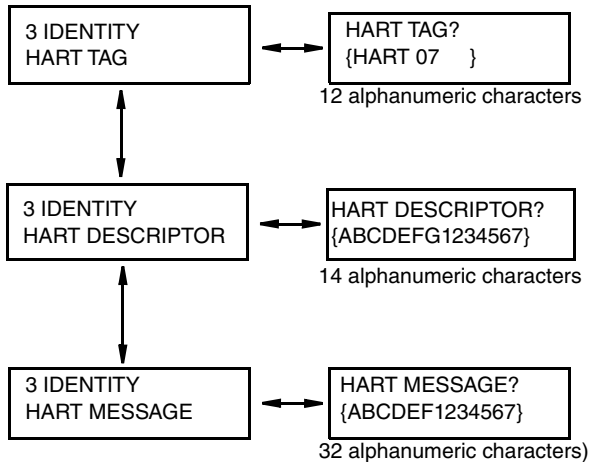 3 IDENTITY
HART TAG
HART TAG?
{HART 07 }
12 alphanumeric characters
3 IDENTITY
HART DESCRIPTOR
HART DESCRIPTOR?
{ABCDEFG1234567}
14 alphanumeric characters
3 IDENTITY
HART MESSAGE
HART MESSAGE?
{ABCDEF1234567}
32 alphanumeric characters)